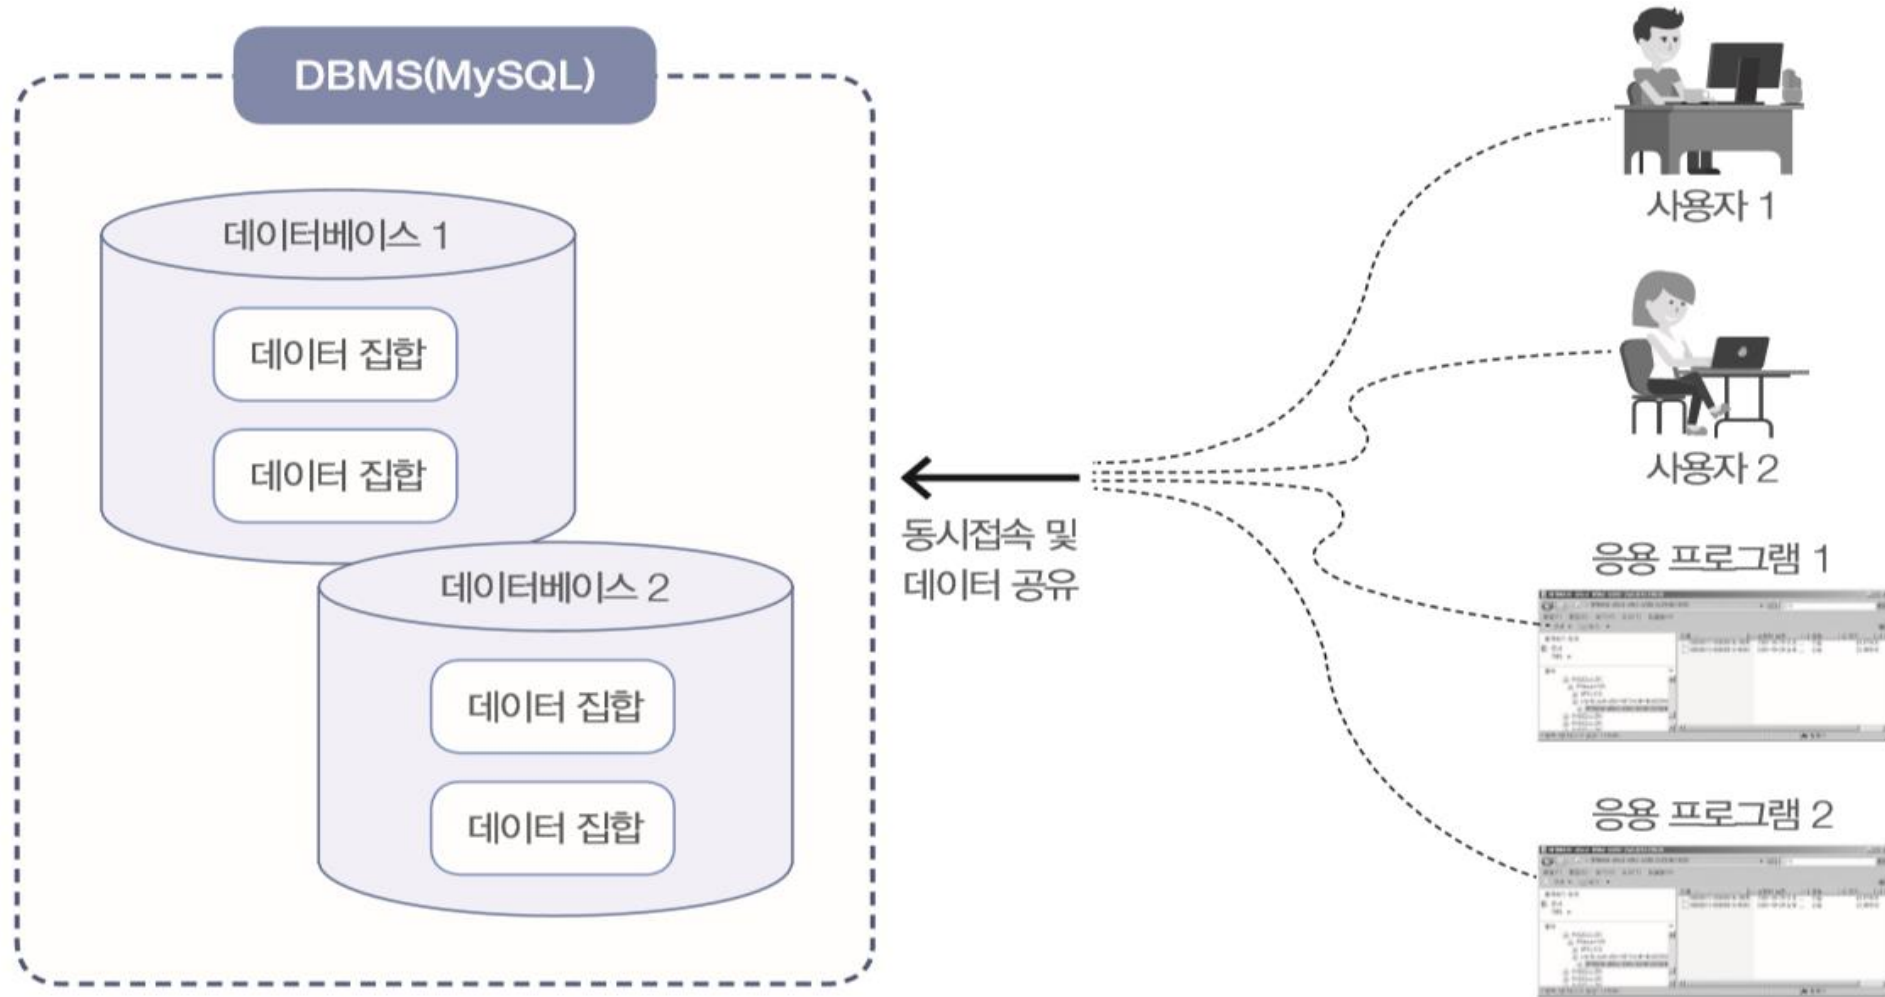 DBMS(MySQL)
데이터베이스 1
데이터 집합
데이터 집합
데이터베이스 2
데이터 집합
데이터 집합
동시접속 및
데이터 공유
사용자 1
사용자 2
응용 프로그램 1
응용 프로그램 2